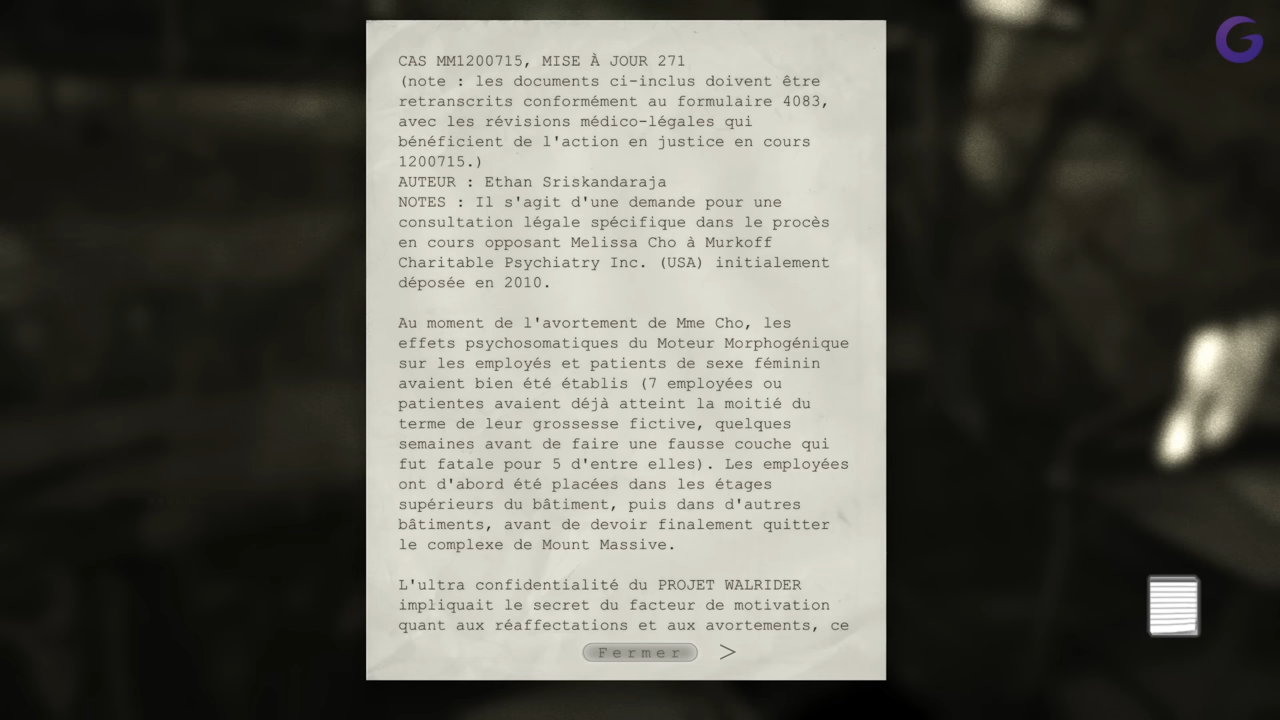 CAS MM1200715, MISE À JOUR 271
(note : les documents ci-inclus doivent être
retranscrits conformément au formulaire 4083,
avec les révisions médico-légales qui
bénéficient de l'action en justice en cours
1200715.)
AUTEUR : Ethan Sriskandaraja
NOTES : Il s'agit d'une demande pour une
consultation légale spécifique dans le procès
en cours opposant Melissa Cho à Murkoff
Charitable Psychiatry Inc. (USA) initialement
déposée en 2010.
Au moment de l'avortement de Mme Cho, les
effets psychosomatiques du Moteur Morphogénique
sur les employés et patients de sexe féminin
avaient bien été établis (7 employées ou
patientes avaient déjà atteint la moitié du
terme de leur grossesse fictive, quelques
semaines avant de faire une fausse couche qui
fut fatale pour 5 d'entre elles). Les employées
ont d'abord été placées dans les étages
supérieurs du bâtiment, puis dans d'autres
bâtiments, avant de devoir finalement quitter
le complexe de Mount Massive.
L'ultra confidentialité du PROJET WALRIDER
impliquait le secret du facteur de motivation
quant aux réaffectations et aux avortements, ce
Fermer >